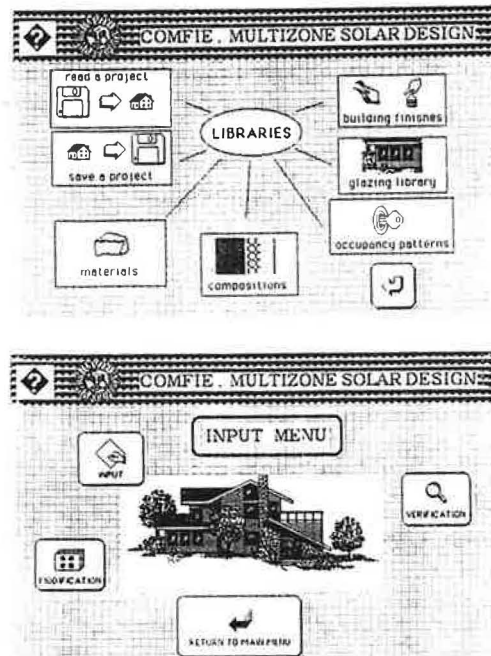 ?
COMFIE . MULTIZONE SOLAR DESIGN
read a project
LIBRARIES
building finishes
save a project
glazing library
materials
compositions
occupancy patterns
?
COMFIE . MULTIZONE SOLAR DESIGN
INPUT MENU
INPUT
VERIFICATION
MODIFICATION
RETURN TO MAIN MENU